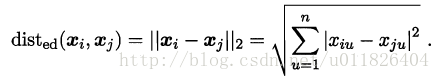 dist_ed(x_i, x_j) = ||x_i − x_j||_2 = √(∑_{u=1}^{n} |x_{iu} − x_{ju}|^2) .
http://blog.csdn.net/u011826404